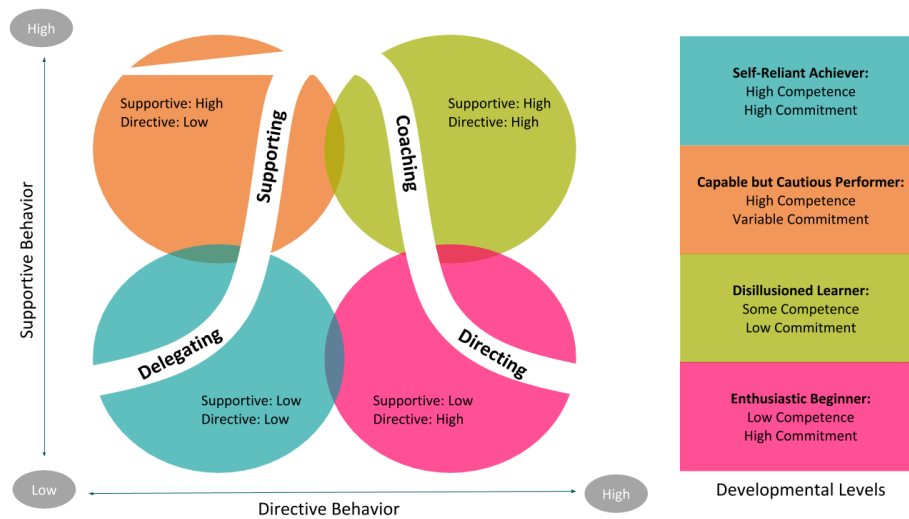 High
Supportive Behavior
Supportive: High
Directive: Low
Supporting
Supportive: High
Directive: High
Coaching
Delegating
Supportive: Low
Directive: Low
Directing
Supportive: Low
Directive: High
Low
Directive Behavior
High
Self-Reliant Achiever:
High Competence
High Commitment
Capable but Cautious Performer:
High Competence
Variable Commitment
Disillusioned Learner:
Some Competence
Low Commitment
Enthusiastic Beginner:
Low Competence
High Commitment
Developmental Levels